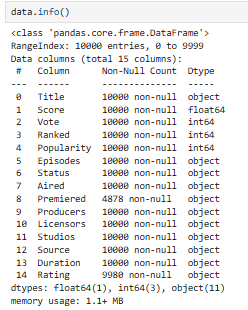 data.info()
<class 'pandas.core.frame.DataFrame'>
RangeIndex: 10000 entries, 0 to 9999
Data columns (total 15 columns):
 #   Column      Non-Null Count  Dtype
---  ------      --------------  -----
 0   Title       10000 non-null  object
 1   Score       10000 non-null  float64
 2   Vote        10000 non-null  int64
 3   Ranked      10000 non-null  int64
 4   Popularity  10000 non-null  int64
 5   Episodes    10000 non-null  object
 6   Status      10000 non-null  object
 7   Aired       10000 non-null  object
 8   Premiered   4878 non-null   object
 9   Producers   10000 non-null  object
 10  Licensors   10000 non-null  object
 11  Studios     10000 non-null  object
 12  Source      10000 non-null  object
 13  Duration    10000 non-null  object
 14  Rating      9980 non-null   object
dtypes: float64(1), int64(3), object(11)
memory usage: 1.1+ MB